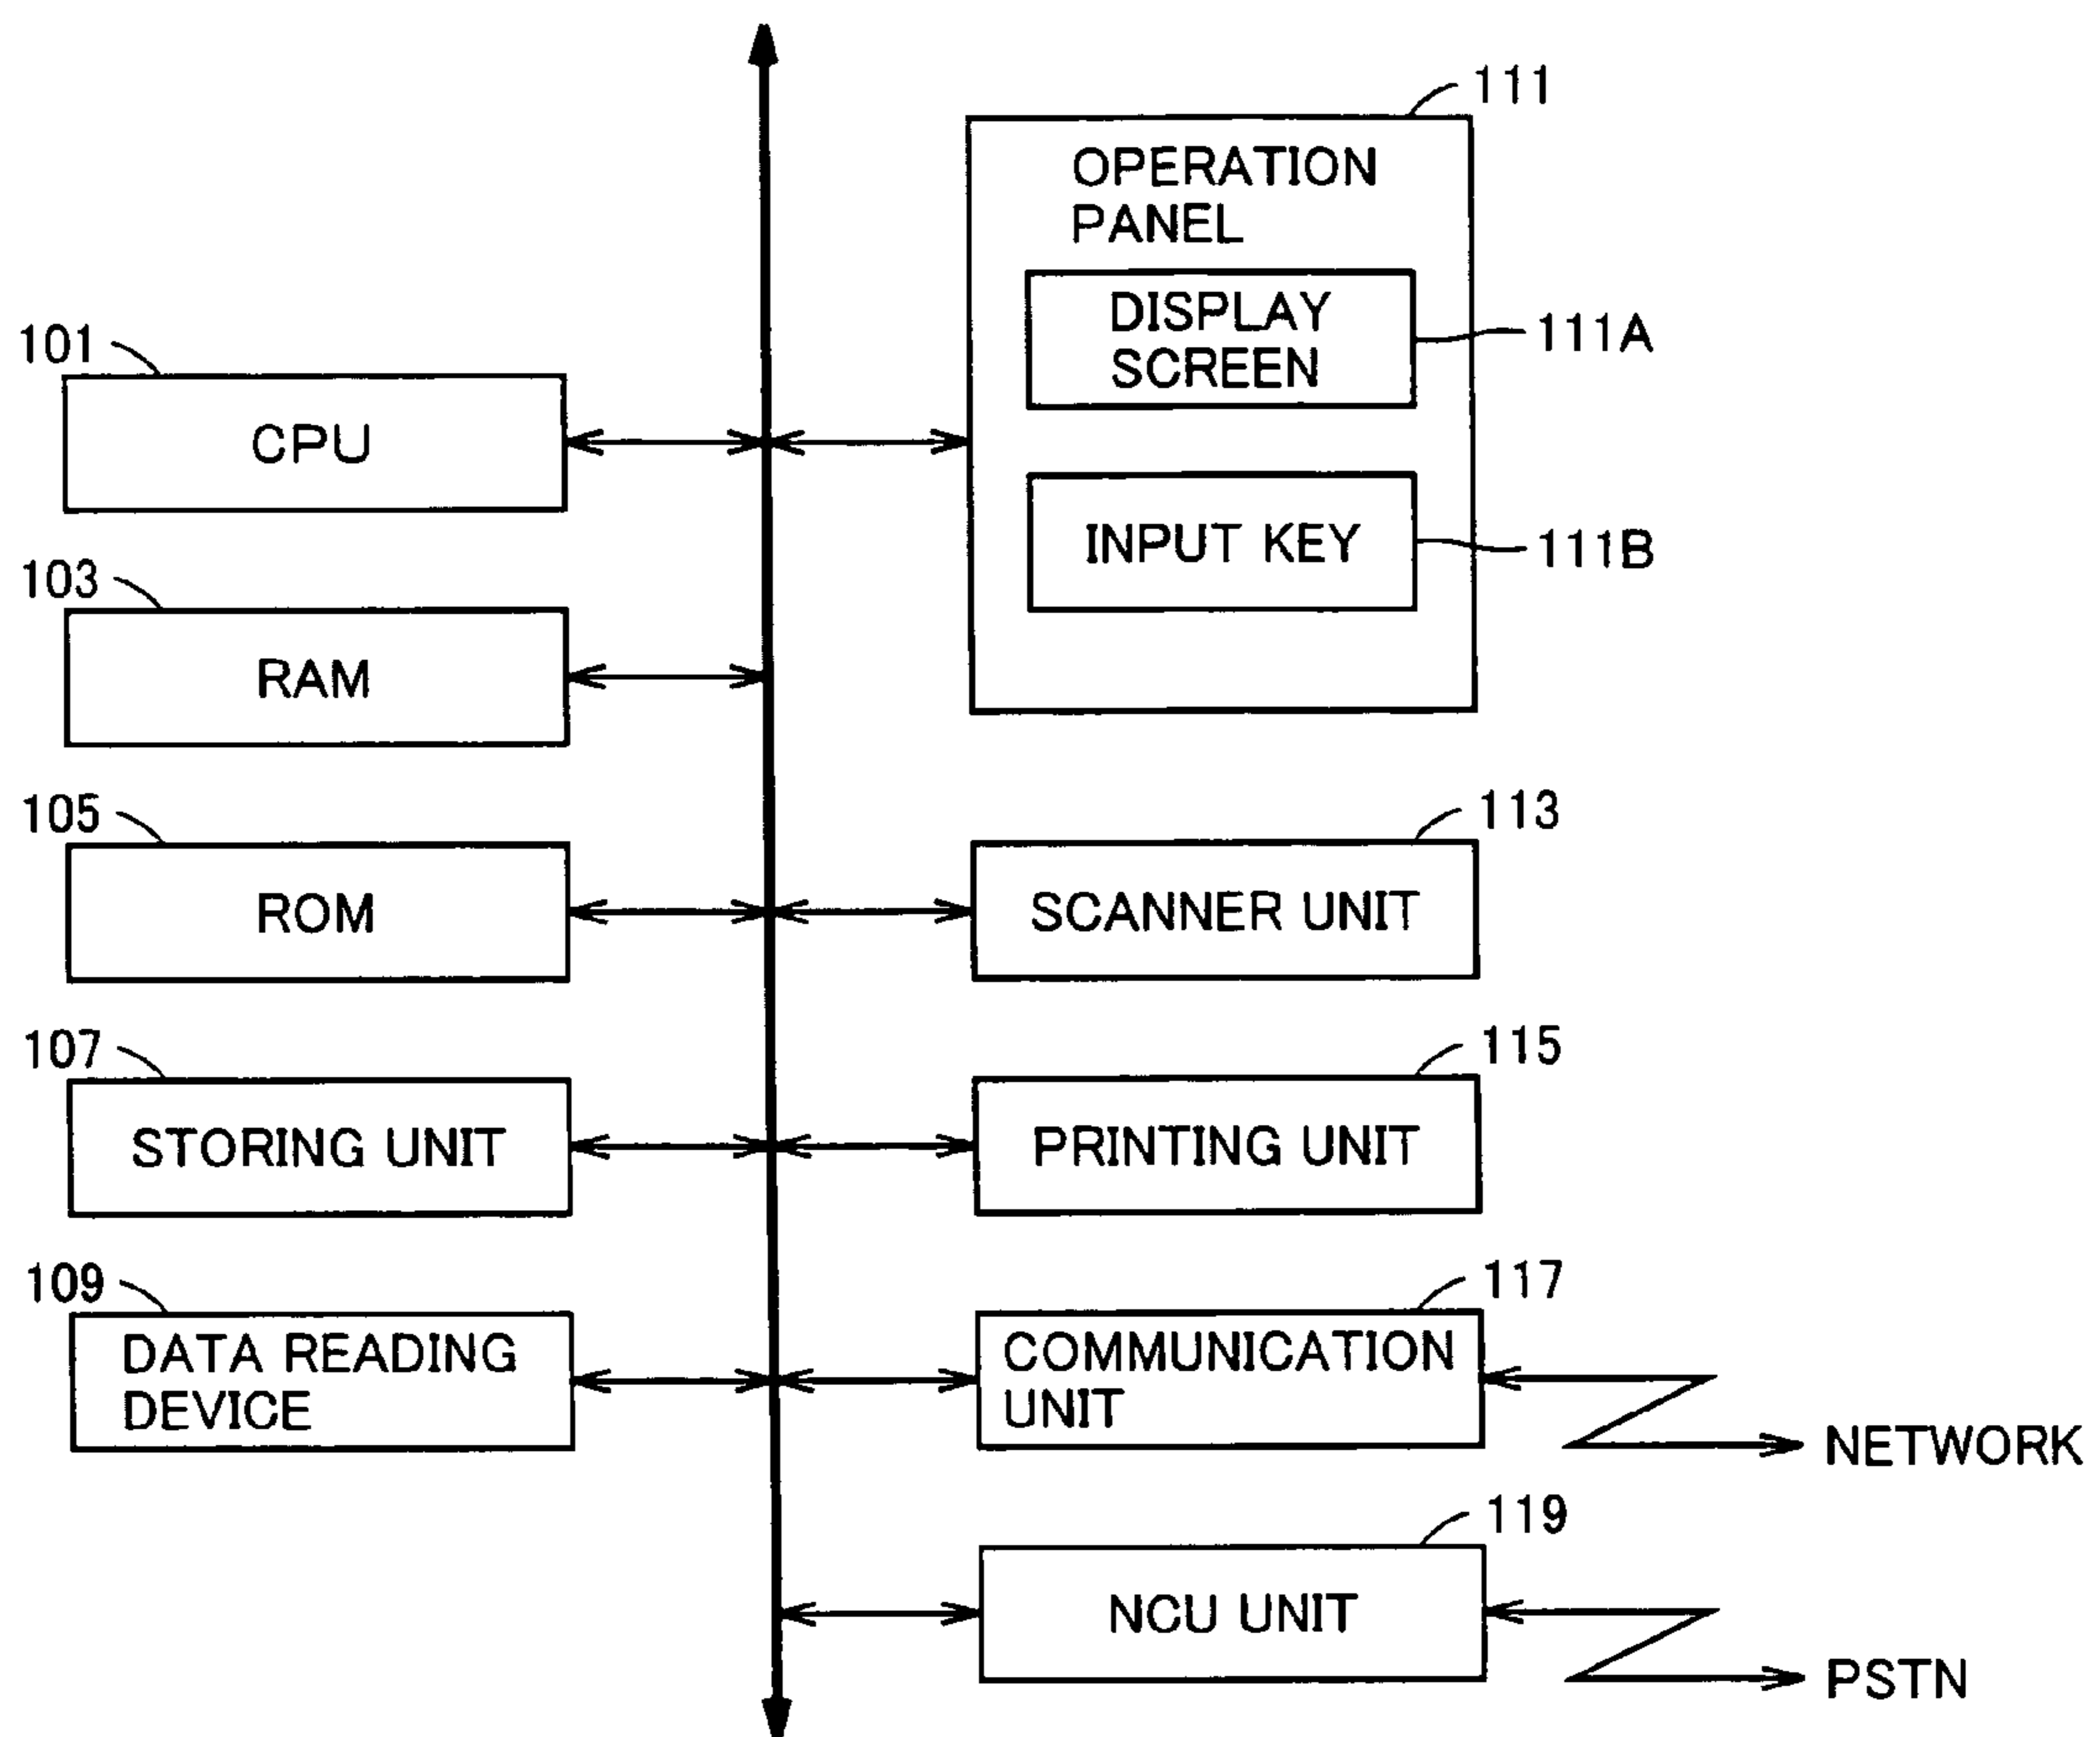 111
OPERATION
PANEL
DISPLAY
SCREEN
111A
INPUT KEY
111B
101
CPU
103
RAM
105
ROM
113
SCANNER UNIT
107
STORING UNIT
115
PRINTING UNIT
109
DATA READING
DEVICE
117
COMMUNICATION
UNIT
NETWORK
119
NCU UNIT
PSTN